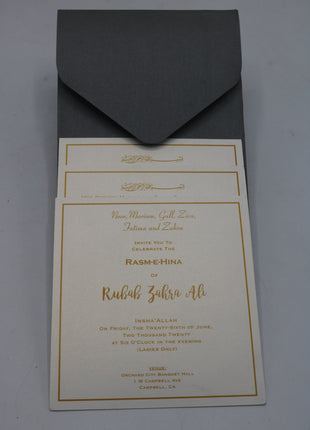 Noor, Mariam, Gull, Zara,
Fatima and Zahra
Invite You to
Celebrate The
Rasm-e-Hina
Of
Rubab Zahra Ali
Insha'Allah
On Friday, the Twenty-Sixth of June,
Two Thousand Twenty
at Six O'Clock in the evening
(Ladies Only)
Venue:
Orchard City Banquet Hall
1 W Campbell Ave
Campbell, CA